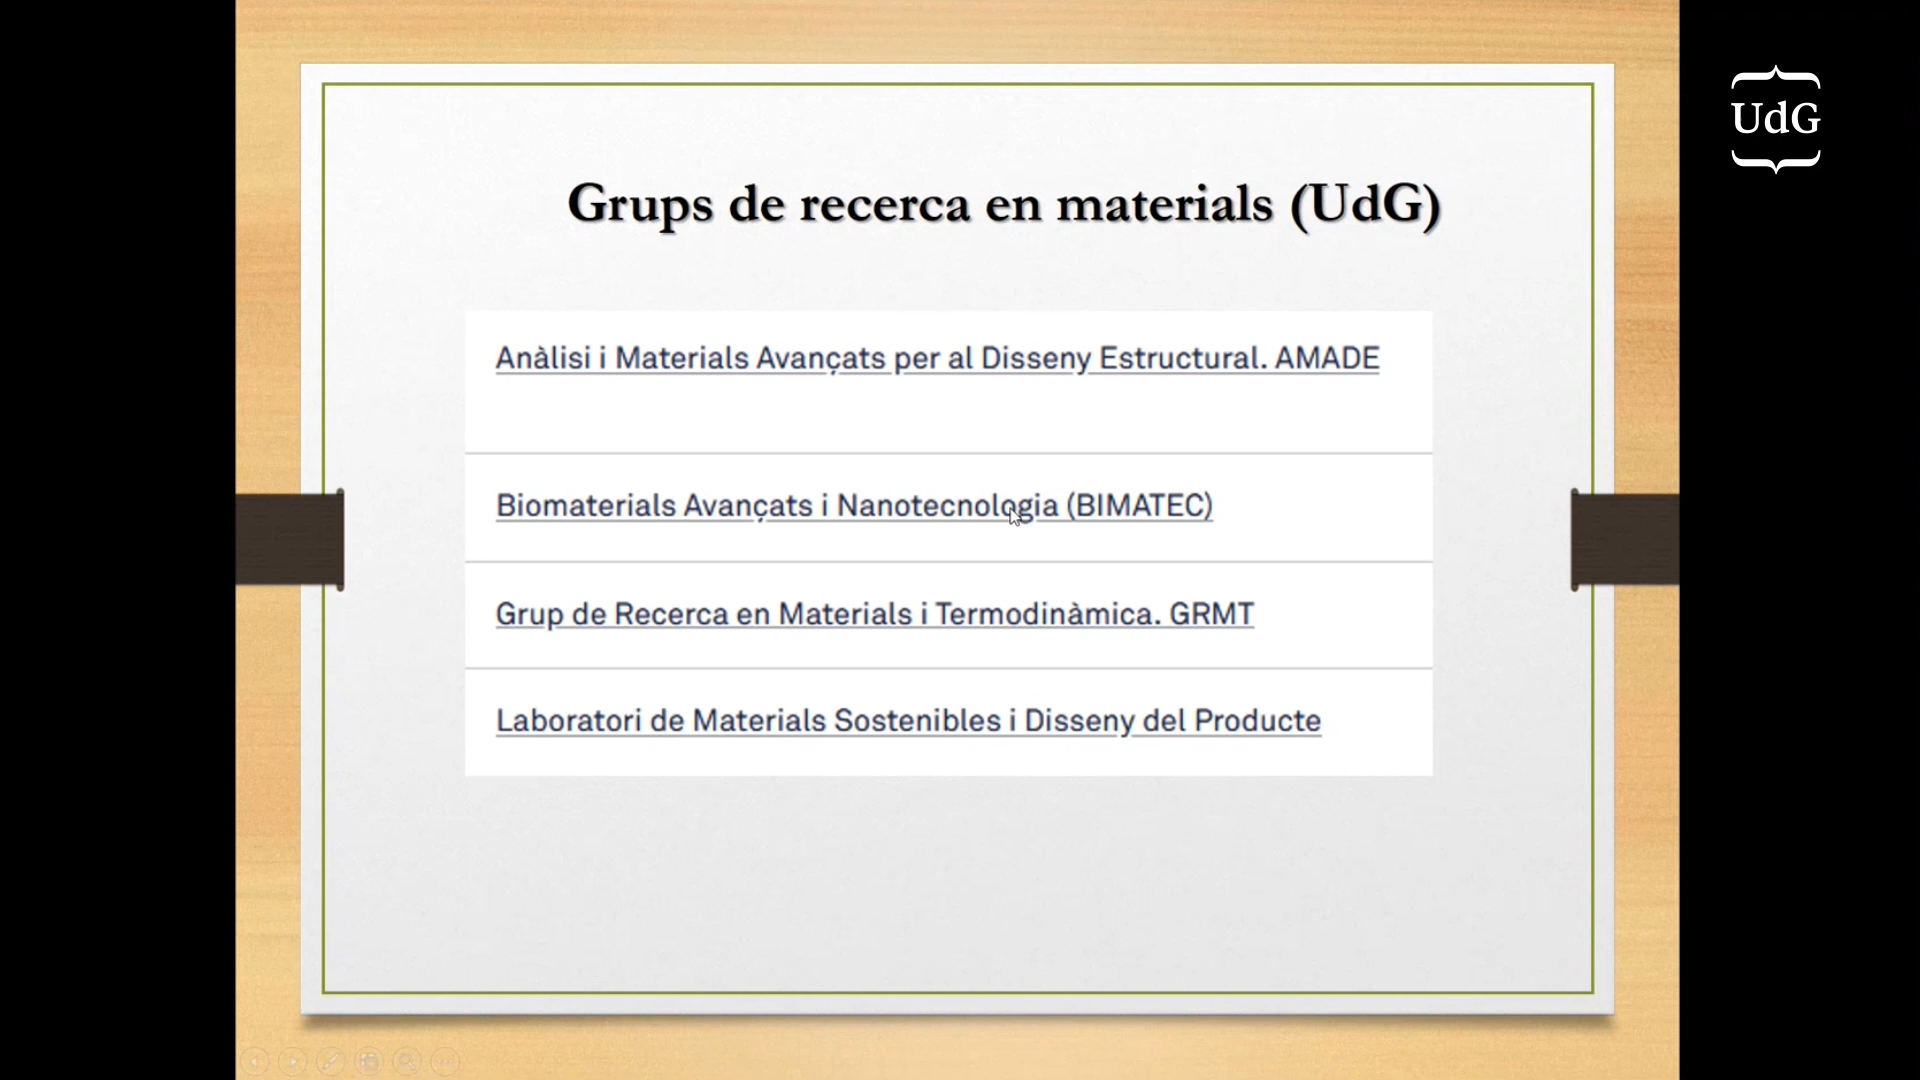 UdG
Grups de recerca en materials (UdG)
Anàlisi i Materials Avançats per al Disseny Estructural. AMADE
Biomaterials Avançats i Nanotecnologia (BIMATEC)
Grup de Recerca en Materials i Termodinàmica. GRMT
Laboratori de Materials Sostenibles i Disseny del Producte